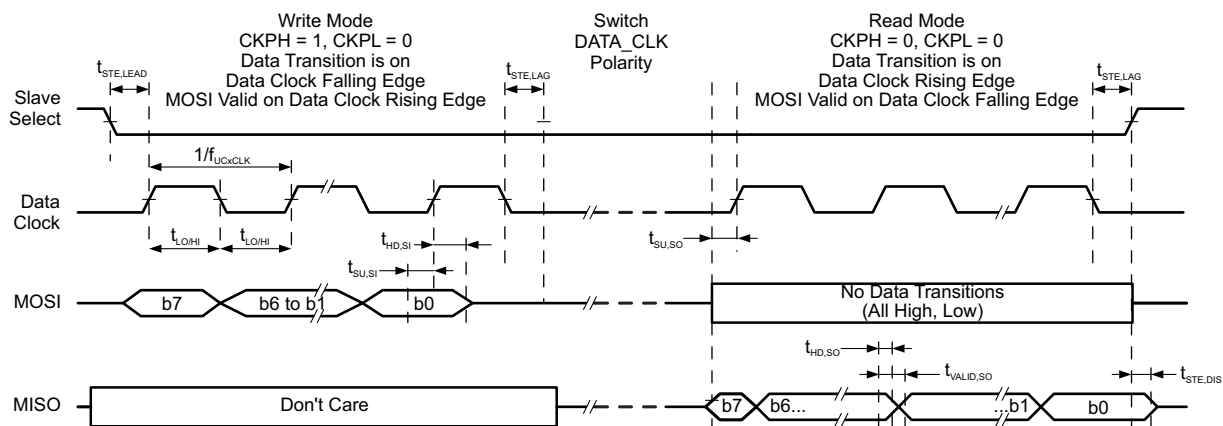 Write Mode
CKPH = 1, CKPL = 0
Data Transition is on
Data Clock Falling Edge
MOSI Valid on Data Clock Rising Edge
Switch
DATA_CLK
Polarity
Read Mode
CKPH = 0, CKPL = 0
Data Transition is on
Data Clock Rising Edge
MOSI Valid on Data Clock Falling Edge
tSTE,LEAD
tSTE,LAG
tSTE,LAG
Slave
Select
1/fUCxCLK
Data
Clock
tLO/HI
tLO/HI
tHD,SI
tSU,SO
tSU,SI
MOSI
b7
b6 to b1
b0
No Data Transitions
(All High, Low)
tHD,SO
tVALID,SO
tSTE,DIS
MISO
Don't Care
b7
b6...
...b1
b0